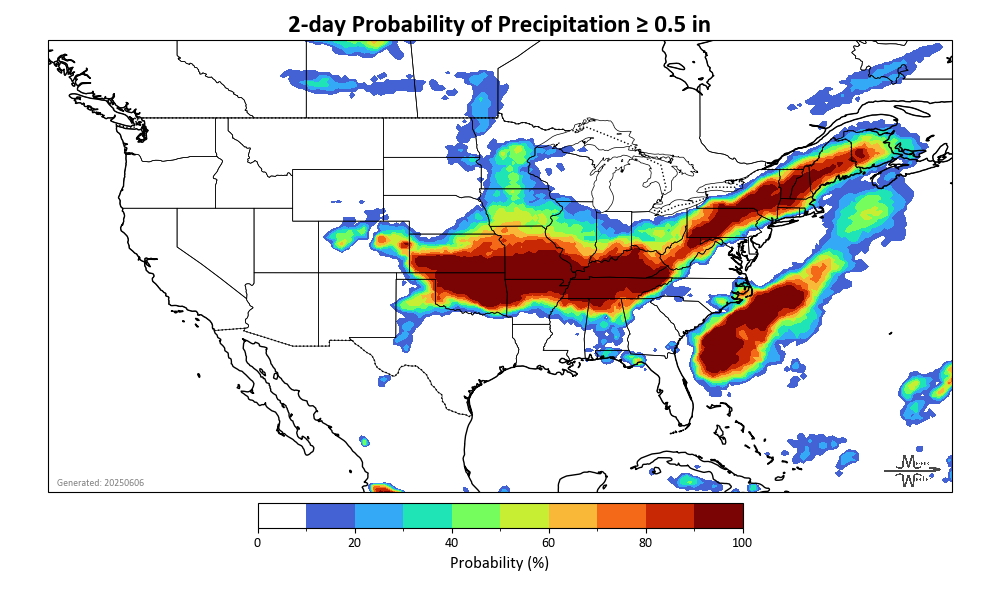 2-day Probability of Precipitation ≥ 0.5 in
Generated: 20250606
0 20 40 60 80 100
Probability (%)